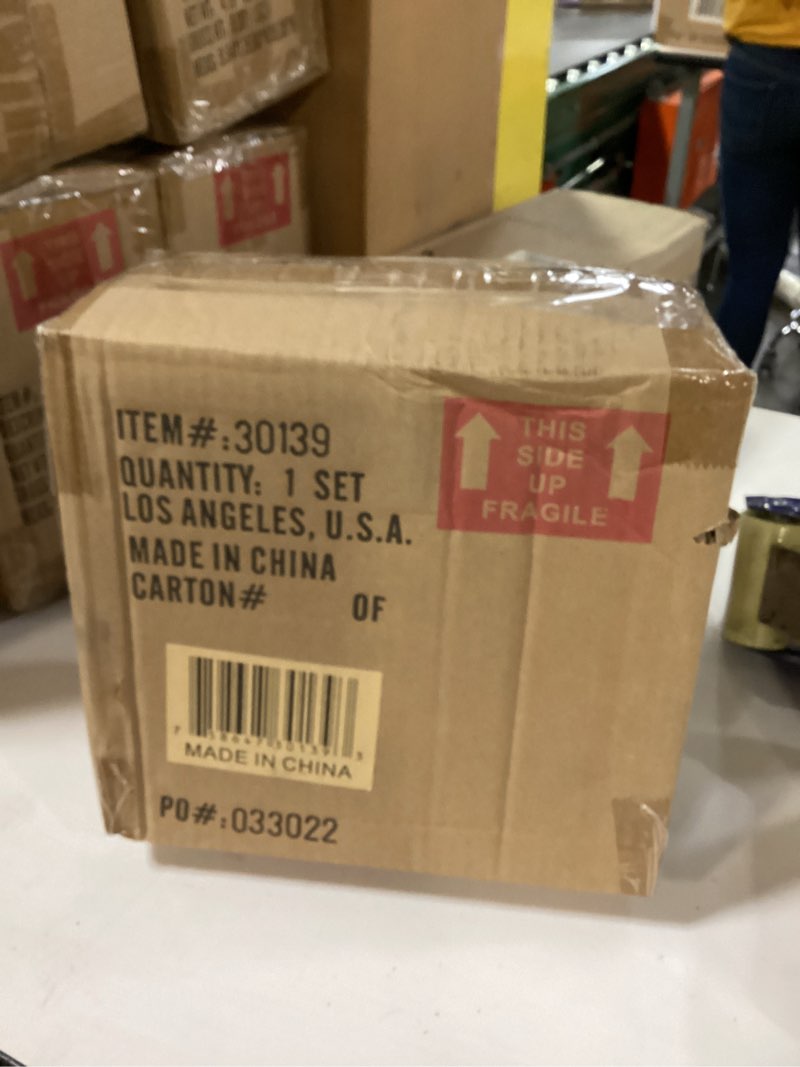 ITEM#:30139
QUANTITY: 1 SET
LOS ANGELES, U.S.A.
MADE IN CHINA
CARTON# OF
THIS
SIDE
UP
FRAGILE
MADE IN CHINA
PO#:033022